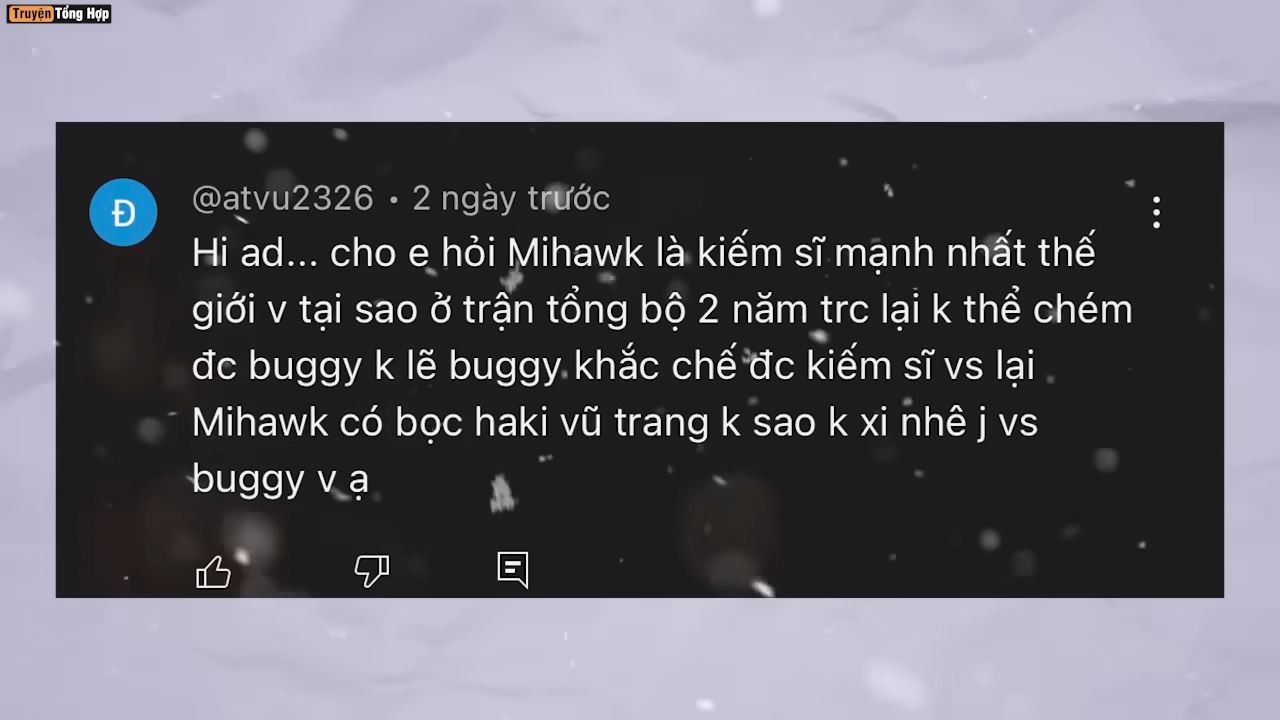 Truyện Tổng Hợp
@atvu2326 • 2 ngày trước
Đ
Hi ad... cho e hỏi Mihawk là kiếm sĩ mạnh nhất thế
giới v tại sao ở trận tổng bộ 2 năm trc lại k thể chém
đc buggy k lẽ buggy khắc chế đc kiếm sĩ vs lại
Mihawk có bọc haki vũ trang k sao k xi nhê j vs
buggy v ạ